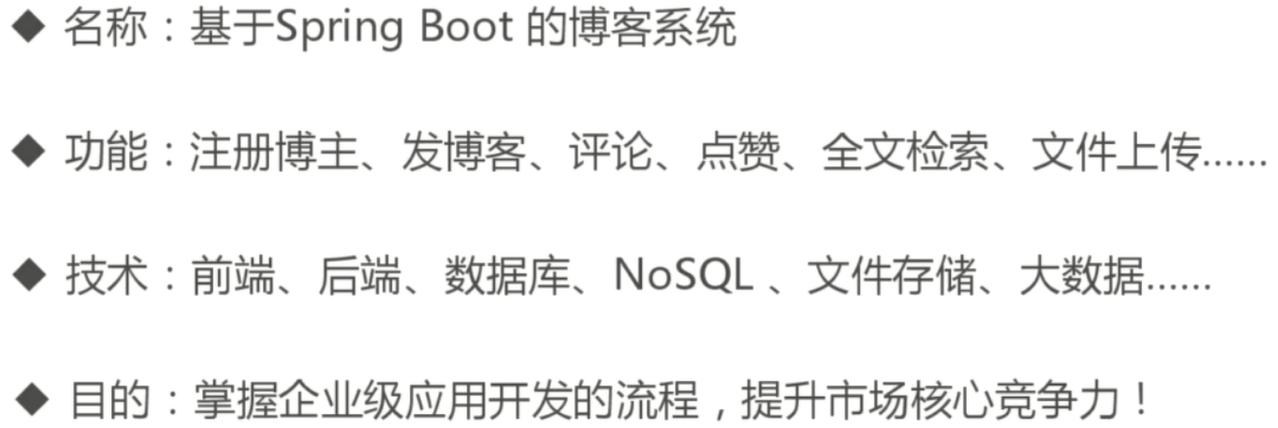 ◆ 名称：基于Spring Boot 的博客系统
◆ 功能：注册博主、发博客、评论、点赞、全文检索、文件上传……
◆ 技术：前端、后端、数据库、NoSQL 、文件存储、大数据……
◆ 目的：掌握企业级应用开发的流程，提升市场核心竞争力！